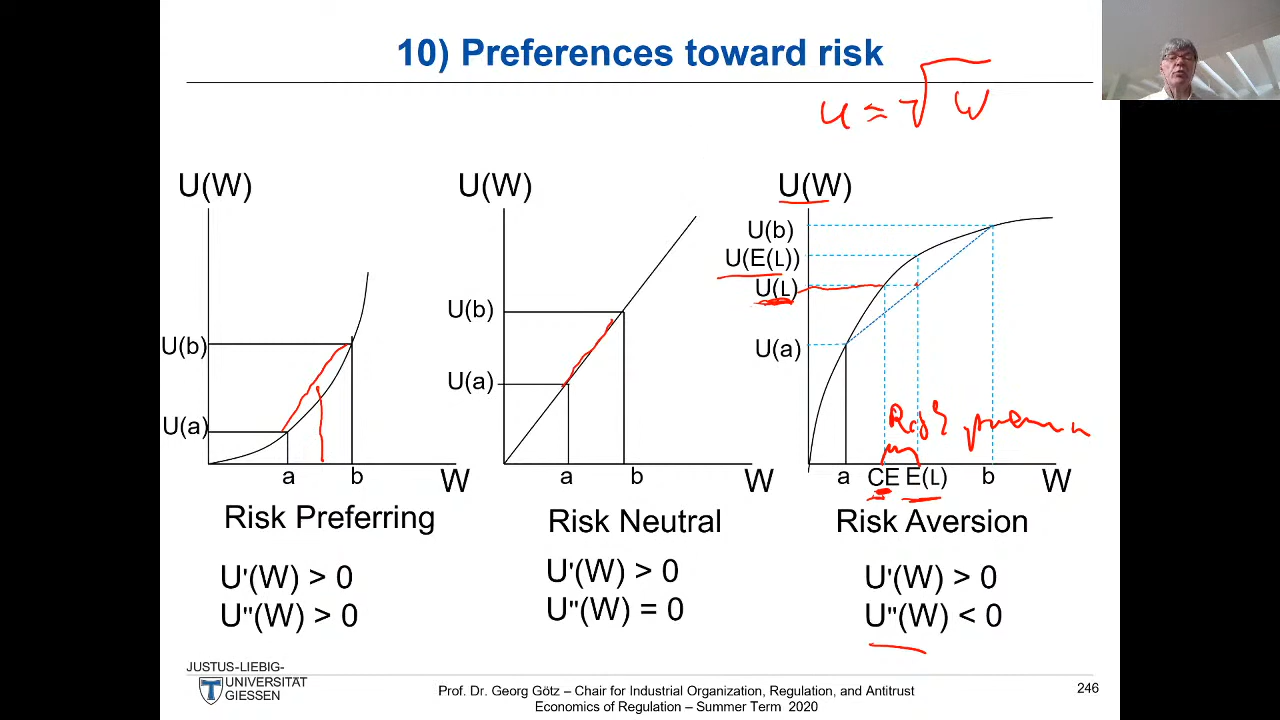 10) Preferences toward risk
u = √W
U(W)
U(b)
U(a)
a b W
Risk Preferring
U'(W) > 0
U"(W) > 0
U(W)
U(b)
U(a)
a b W
Risk Neutral
U'(W) > 0
U"(W) = 0
U(W)
U(b)
U(E(L))
U(L)
U(a)
Risk premium
a CE E(L) b W
Risk Aversion
U'(W) > 0
U"(W) < 0
JUSTUS-LIEBIG-
UNIVERSITÄT
GIESSEN
Prof. Dr. Georg Götz – Chair for Industrial Organization, Regulation, and Antitrust
Economics of Regulation – Summer Term 2020
246